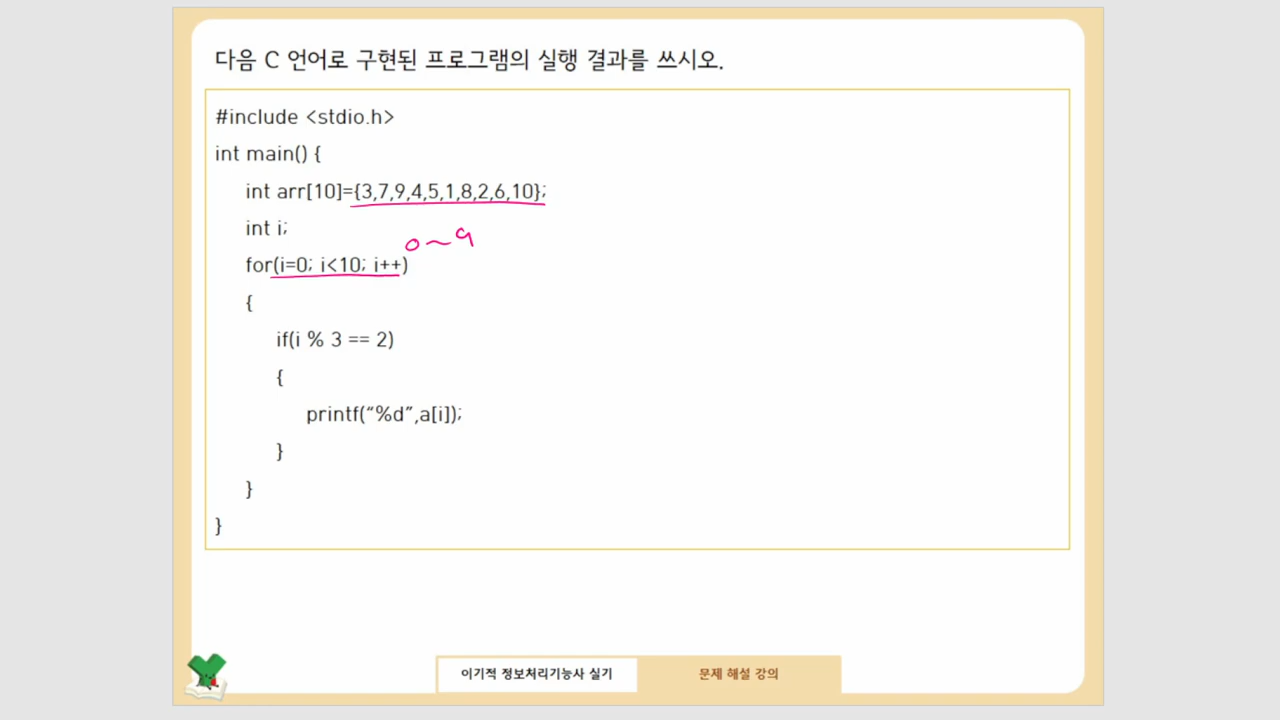 다음 C 언어로 구현된 프로그램의 실행 결과를 쓰시오.
#include <stdio.h>
int main() {
int arr[10]={3,7,9,4,5,1,8,2,6,10};
int i;
0~9
for(i=0; i<10; i++)
{
if(i % 3 == 2)
{
printf(“%d”,a[i]);
}
}
}
이기적 정보처리기능사 실기
문제 해설 강의